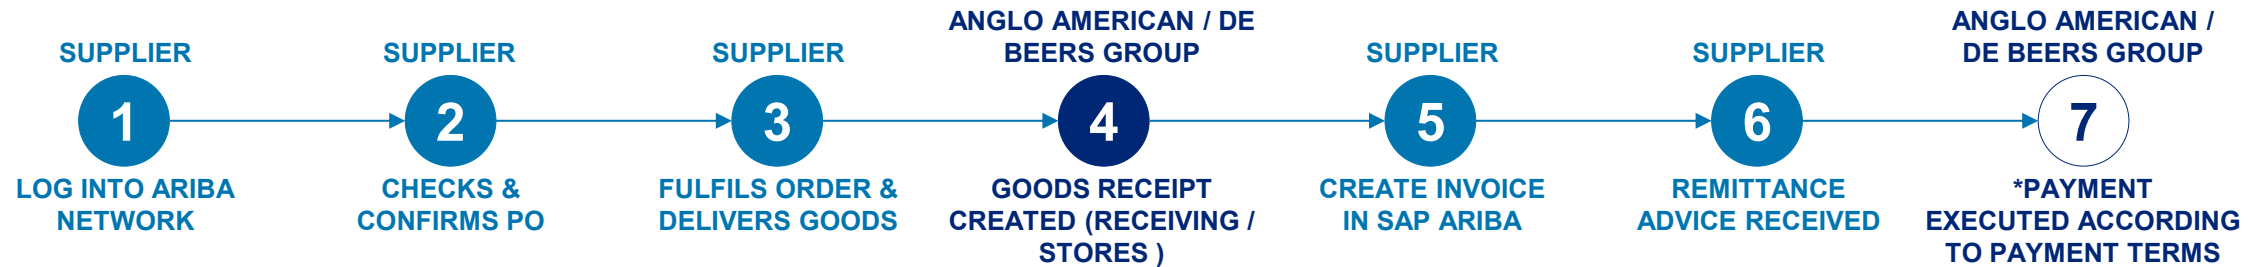 SUPPLIER
1
LOG INTO ARIBA
NETWORK
SUPPLIER
2
CHECKS &
CONFIRMS PO
SUPPLIER
3
FULFILS ORDER &
DELIVERS GOODS
ANGLO AMERICAN / DE
BEERS GROUP
4
GOODS RECEIPT
CREATED (RECEIVING /
STORES )
SUPPLIER
5
CREATE INVOICE
IN SAP ARIBA
SUPPLIER
6
REMITTANCE
ADVICE RECEIVED
ANGLO AMERICAN /
DE BEERS GROUP
7
*PAYMENT
EXECUTED ACCORDING
TO PAYMENT TERMS